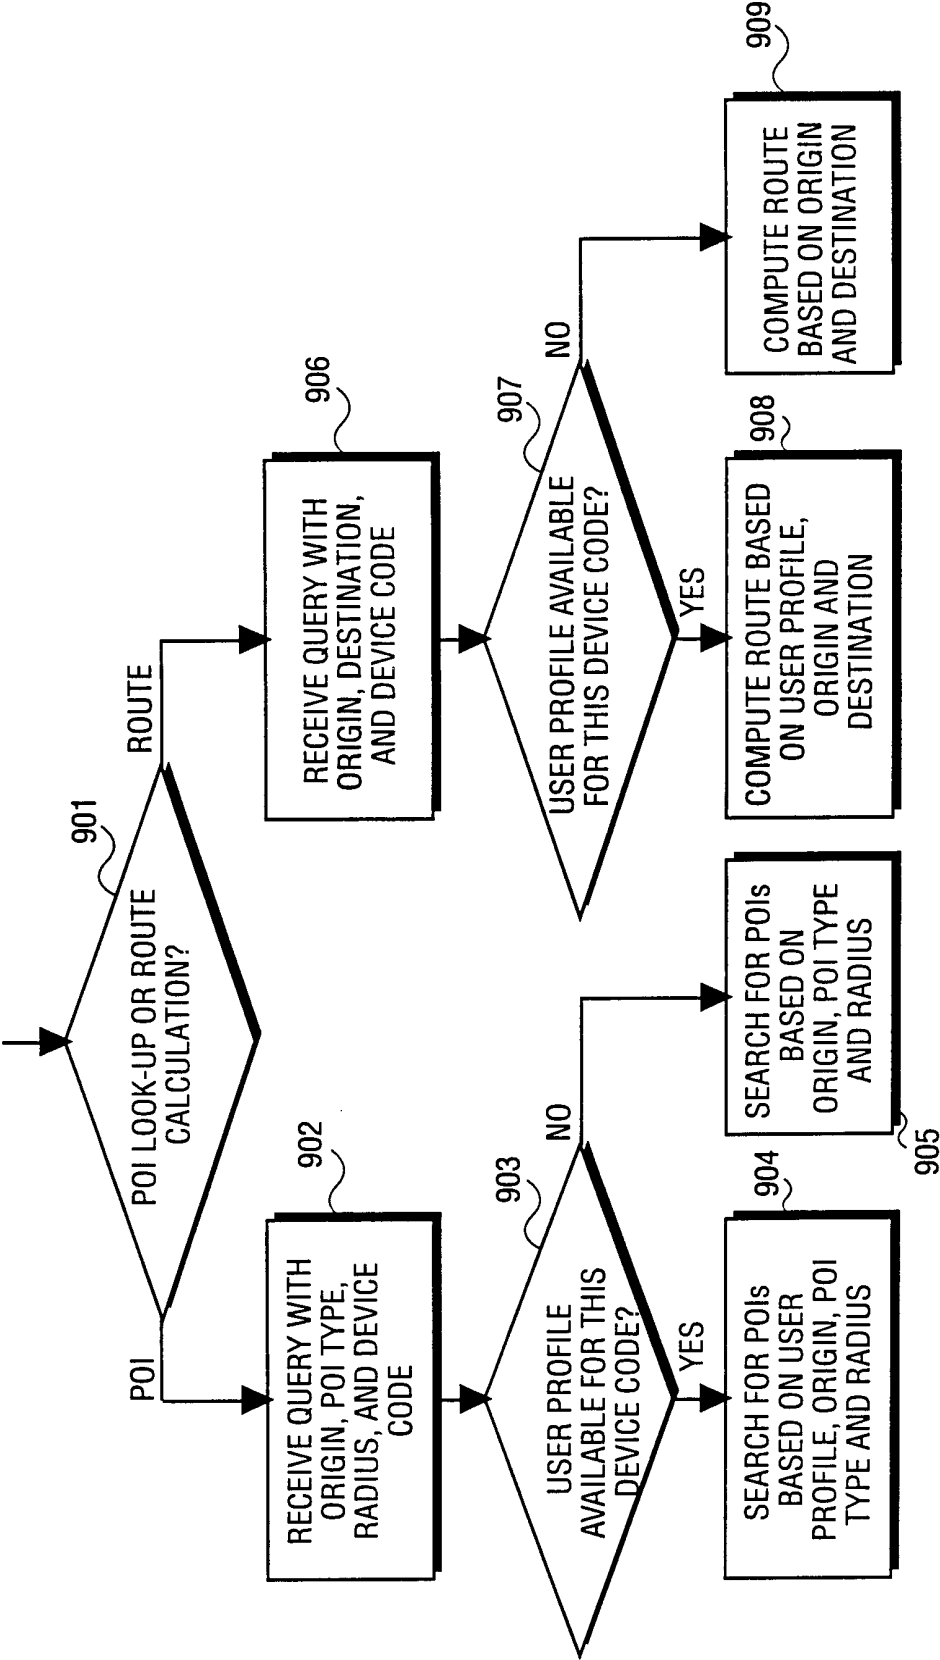 901
POI LOOK-UP OR ROUTE
CALCULATION?
POI
ROUTE
902
RECEIVE QUERY WITH
ORIGIN, POI TYPE,
RADIUS, AND DEVICE
CODE
906
RECEIVE QUERY WITH
ORIGIN, DESTINATION,
AND DEVICE CODE
903
USER PROFILE
AVAILABLE FOR THIS
DEVICE CODE?
NO
YES
907
USER PROFILE AVAILABLE
FOR THIS DEVICE CODE?
NO
YES
904
SEARCH FOR POIs
BASED ON USER
PROFILE, ORIGIN, POI
TYPE AND RADIUS
SEARCH FOR POIs
BASED ON
ORIGIN, POI TYPE
AND RADIUS
905
908
COMPUTE ROUTE BASED
ON USER PROFILE,
ORIGIN AND
DESTINATION
909
COMPUTE ROUTE
BASED ON ORIGIN
AND DESTINATION